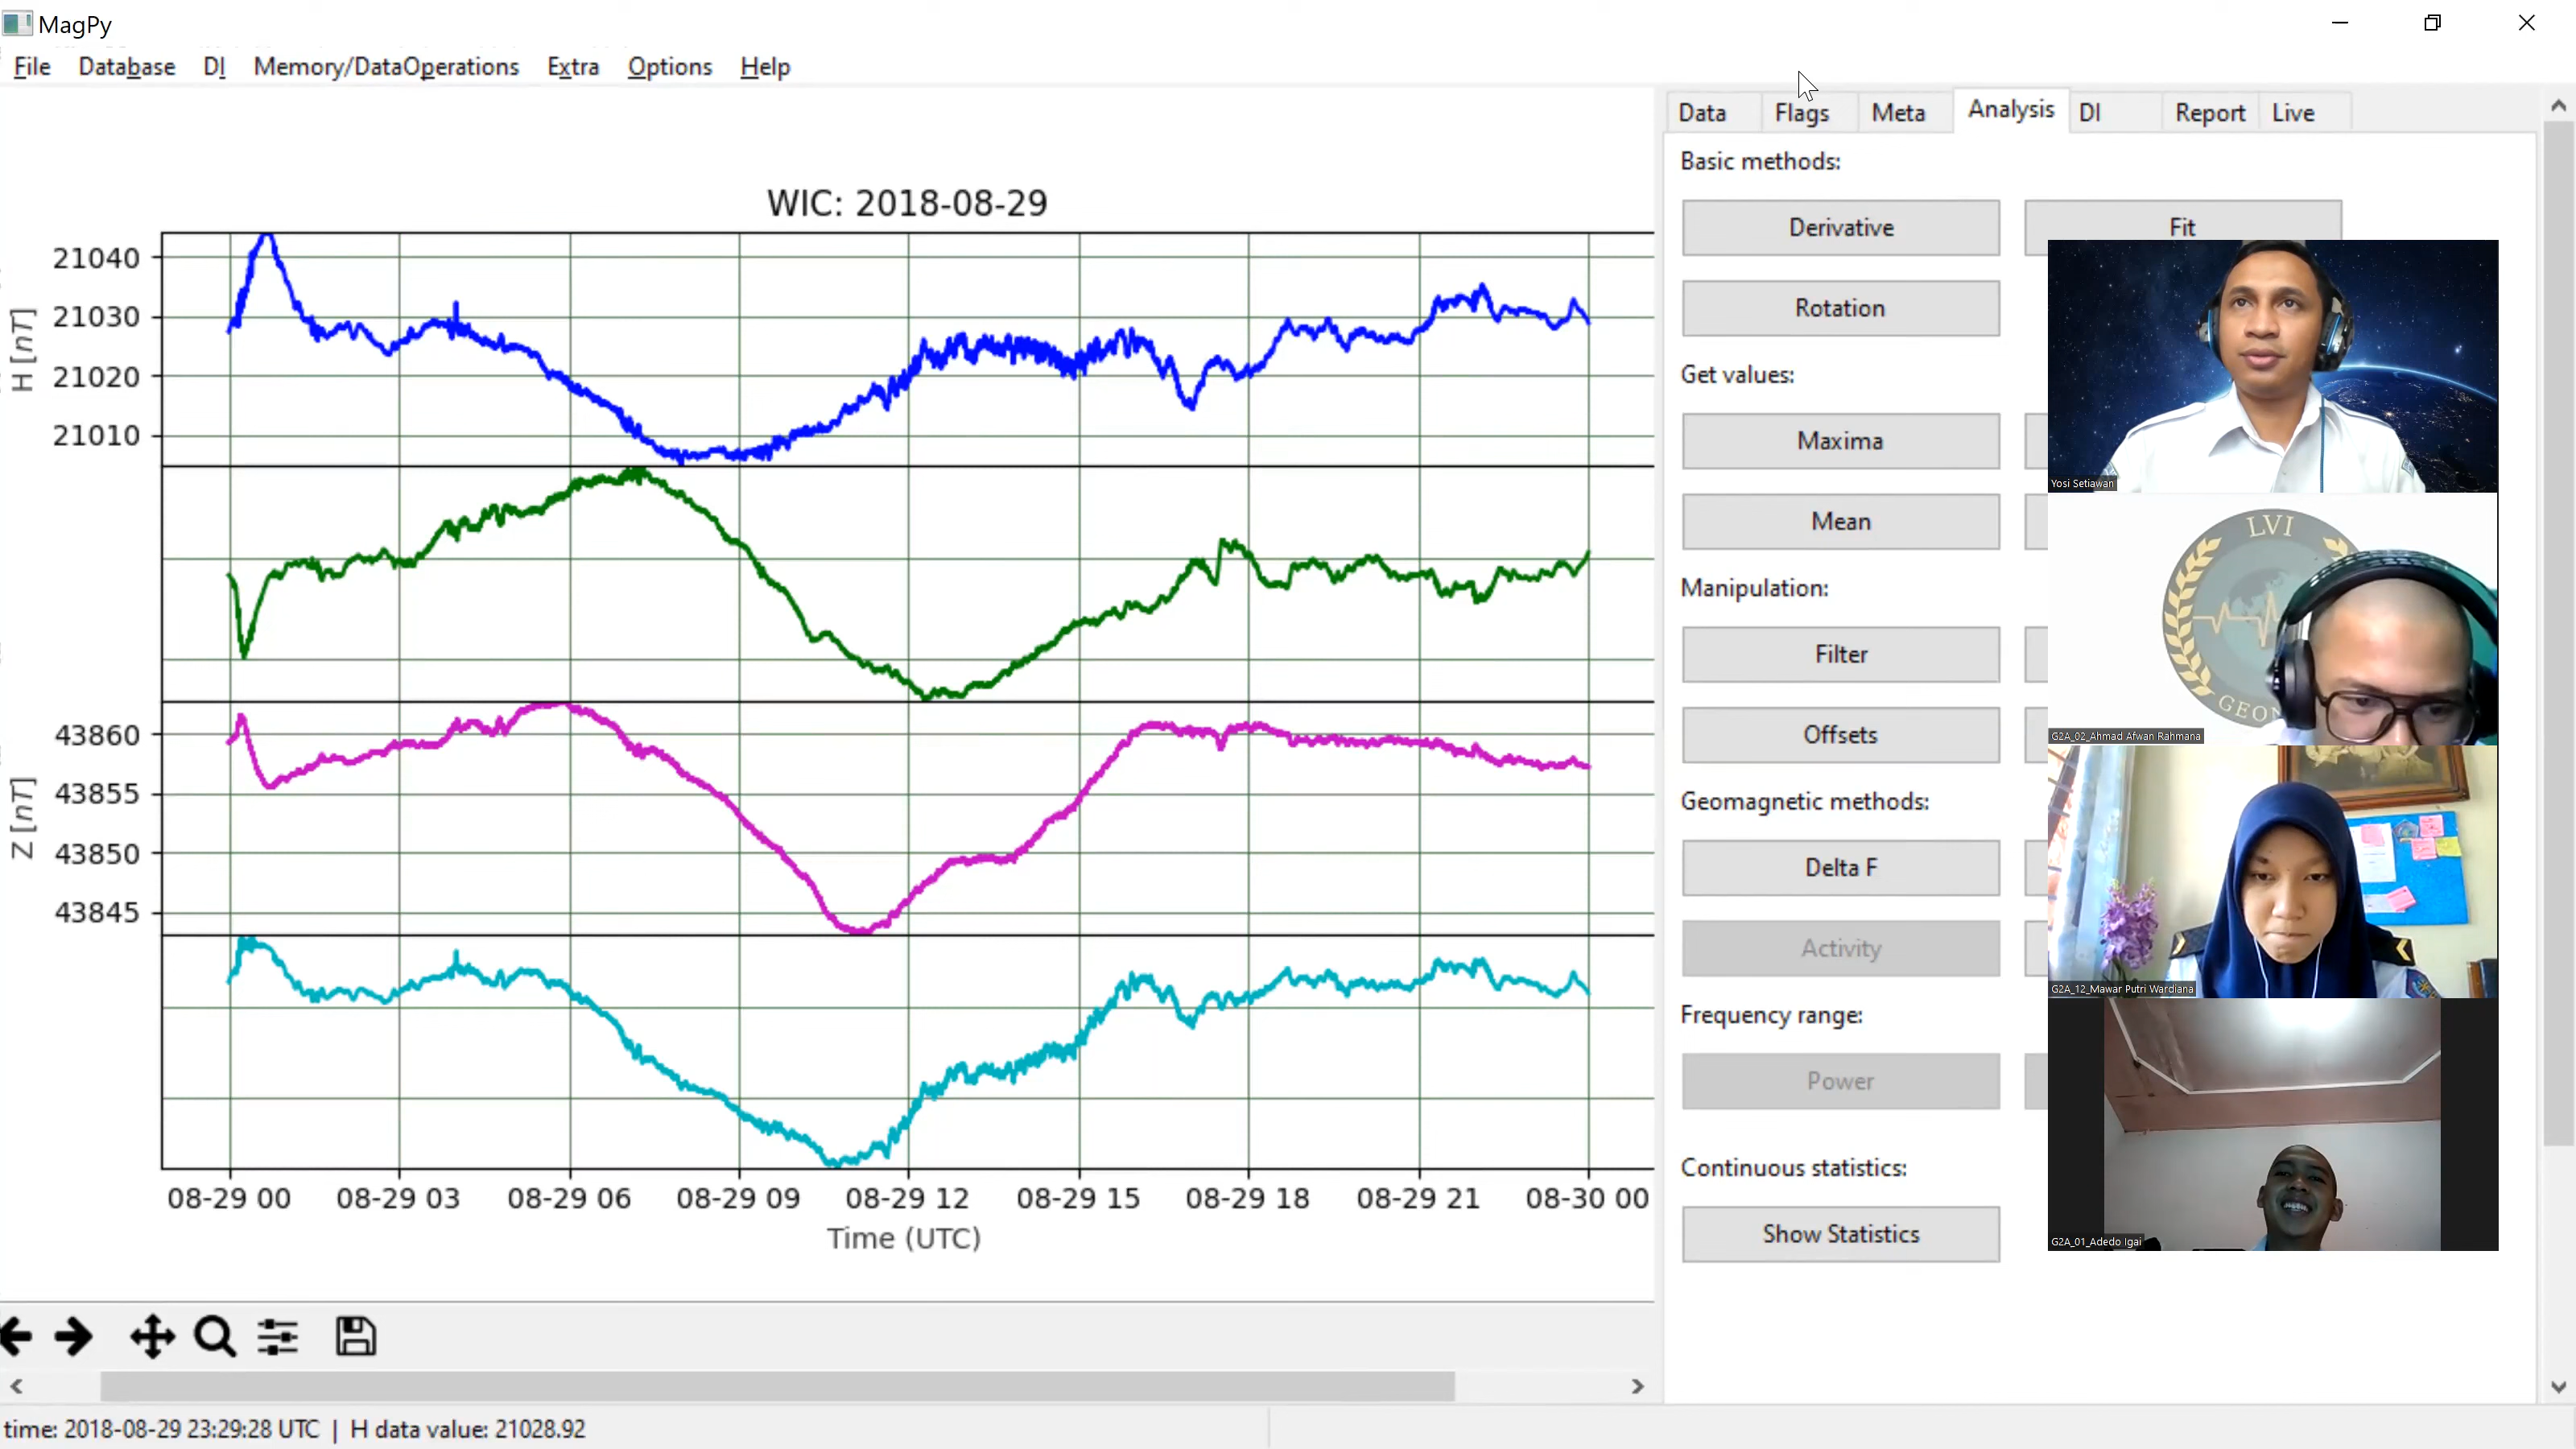 MagPy
File Database DI Memory/DataOperations Extra Options Help
Data Flags Meta Analysis DI Report Live
Basic methods:
Derivative Fit
Rotation
Get values:
Maxima
Mean
Manipulation:
Filter
Offsets
Geomagnetic methods:
Delta F
Activity
Frequency range:
Power
Continuous statistics:
Show Statistics
WIC: 2018-08-29
21040
21030
21020
21010
H [nT]
43860
43855
43850
43845
Z [nT]
08-29 00 08-29 03 08-29 06 08-29 09 08-29 12 08-29 15 08-29 18 08-29 21 08-30 00
Time (UTC)
time: 2018-08-29 23:29:28 UTC | H data value: 21028.92
Yosi Setiawan
LVI
G2A_02_Ahmad Afwan Rahmana
G2A_12_Mawar Putri Wardiana
G2A_01_Adedo Igai